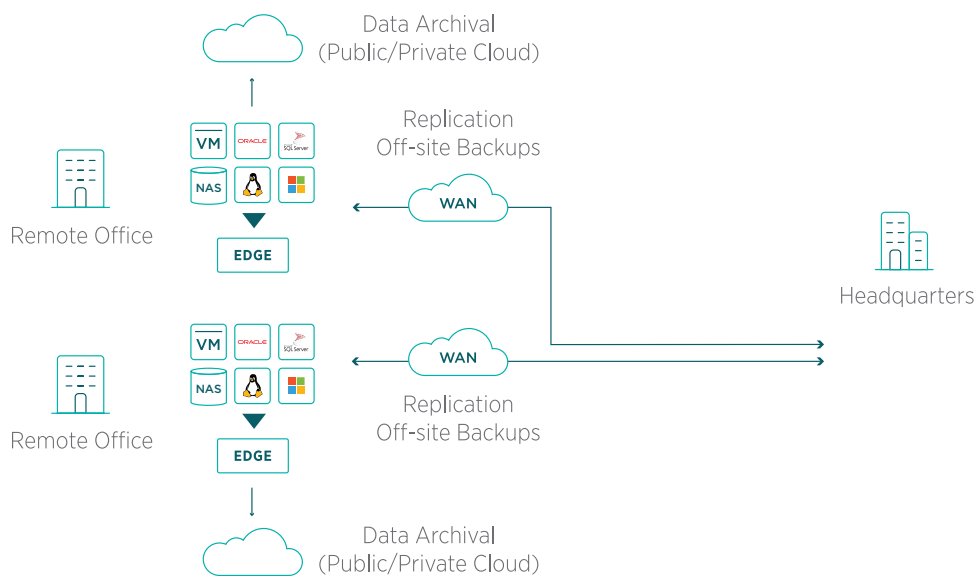 Data Archival
(Public/Private Cloud)
Replication
Off-site Backups
VM
ORACLE
SQL Server
NAS
WAN
Remote Office
EDGE
Headquarters
VM
ORACLE
SQL Server
WAN
NAS
Remote Office
Replication
Off-site Backups
EDGE
Data Archival
(Public/Private Cloud)